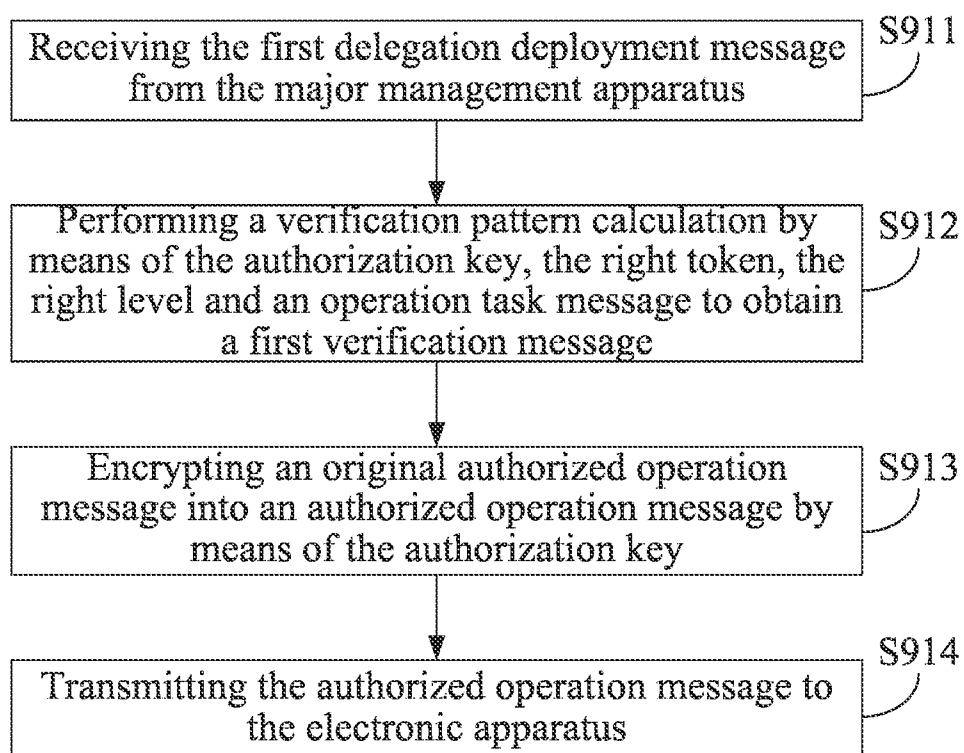 Receiving the first delegation deployment message
from the major management apparatus
S911
Performing a verification pattern calculation by
means of the authorization key, the right token, the
right level and an operation task message to obtain
a first verification message
S912
Encrypting an original authorized operation
message into an authorized operation message by
means of the authorization key
S913
Transmitting the authorized operation message to
the electronic apparatus
S914